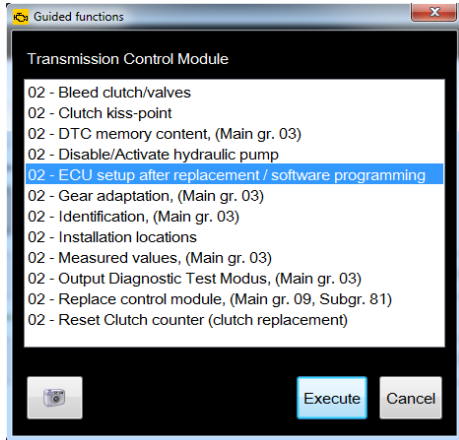 Guided functions
Transmission Control Module
02 - Bleed clutch/valves
02 - Clutch kiss-point
02 - DTC memory content, (Main gr. 03)
02 - Disable/Activate hydraulic pump
02 - ECU setup after replacement / software programming
02 - Gear adaptation, (Main gr. 03)
02 - Identification, (Main gr. 03)
02 - Installation locations
02 - Measured values, (Main gr. 03)
02 - Output Diagnostic Test Modus, (Main gr. 03)
02 - Replace control module, (Main gr. 09, Subgr. 81)
02 - Reset Clutch counter (clutch replacement)
Execute
Cancel